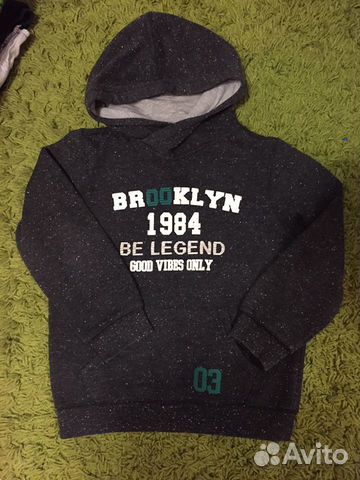 BROOKLYN
1984
BE LEGEND
GOOD VIBES ONLY
03
Avito